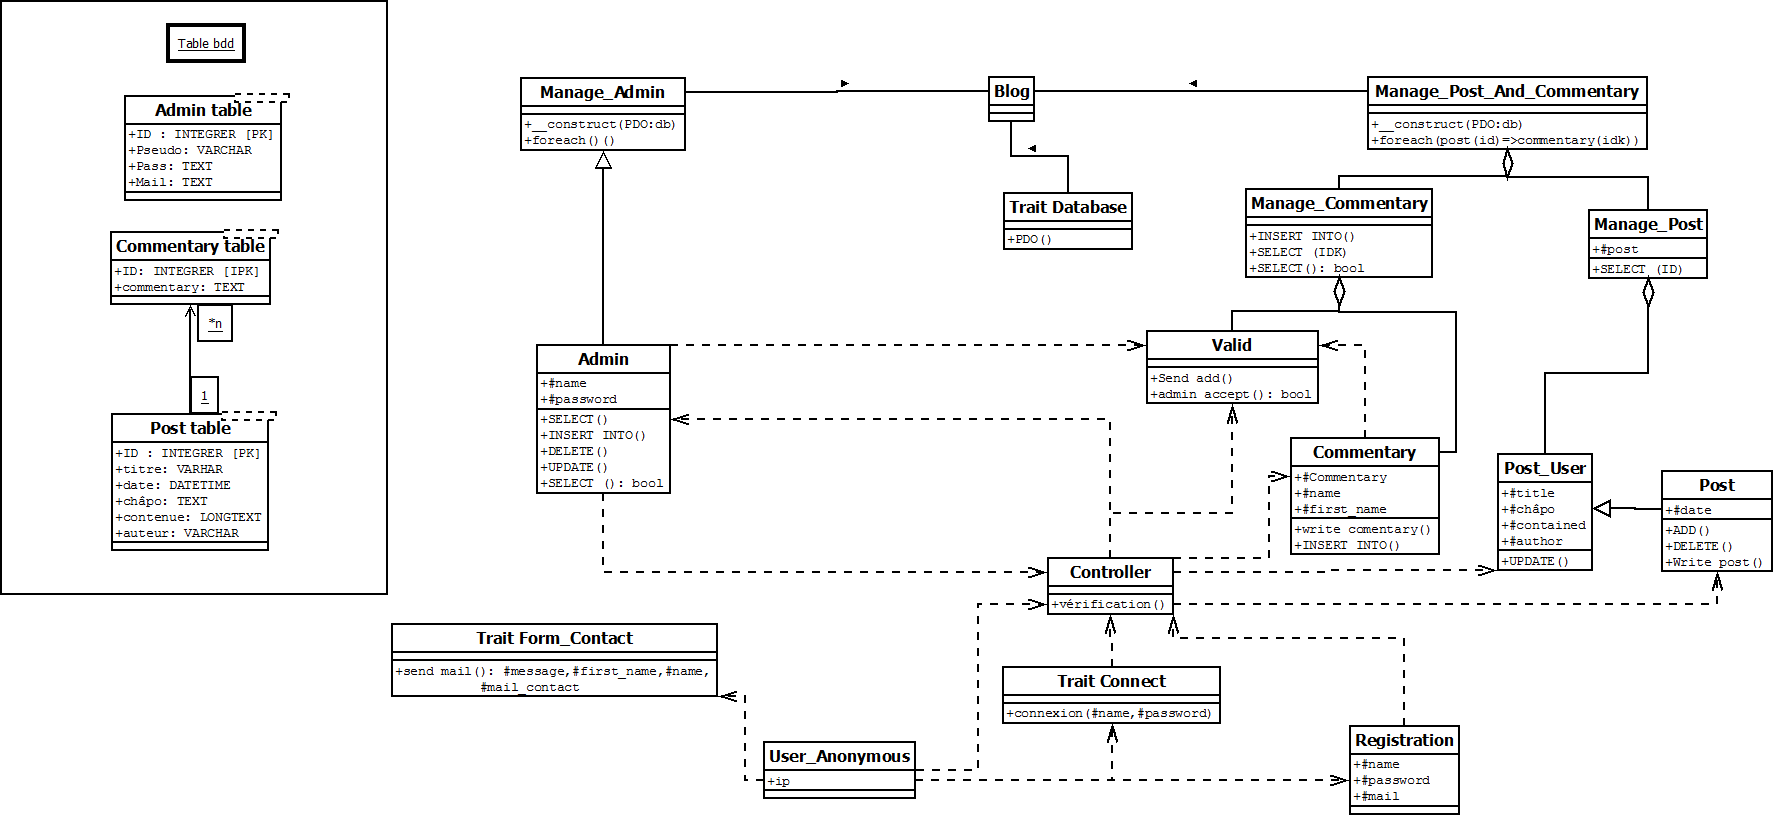 Table bdd
Admin table
+ID : INTEGRER [PK]
+Pseudo: VARCHAR
+Pass: TEXT
+Mail: TEXT
Commentary table
+ID: INTEGRER [IPK]
+commentary: TEXT
*n
1
Post table
+ID : INTEGRER [PK]
+titre: VARHAR
+date: DATETIME
+châpo: TEXT
+contenue: LONGTEXT
+auteur: VARCHAR
Manage_Admin
+__construct(PDO:db)
+foreach()()
Blog
Manage_Post_And_Commentary
+__construct(PDO:db)
+foreach(post(id)=>commentary(idk))
Trait Database
+PDO()
Manage_Commentary
+INSERT INTO()
+SELECT (IDK)
+SELECT(): bool
Manage_Post
+#post
+SELECT (ID)
Admin
+#name
+#password
+SELECT()
+INSERT INTO()
+DELETE()
+UPDATE()
+SELECT (): bool
Valid
+Send add()
+admin accept(): bool
Commentary
+#Commentary
+#name
+#first_name
+write comentary()
+INSERT INTO()
Post_User
+#title
+#châpo
+#contained
+#author
+UPDATE()
Post
+#date
+ADD()
+DELETE()
+Write post()
Controller
+vérification()
Trait Form_Contact
+send mail(): #message,#first_name,#name,
#mail_contact
Trait Connect
+connexion(#name,#password)
User_Anonymous
+ip
Registration
+#name
+#password
+#mail